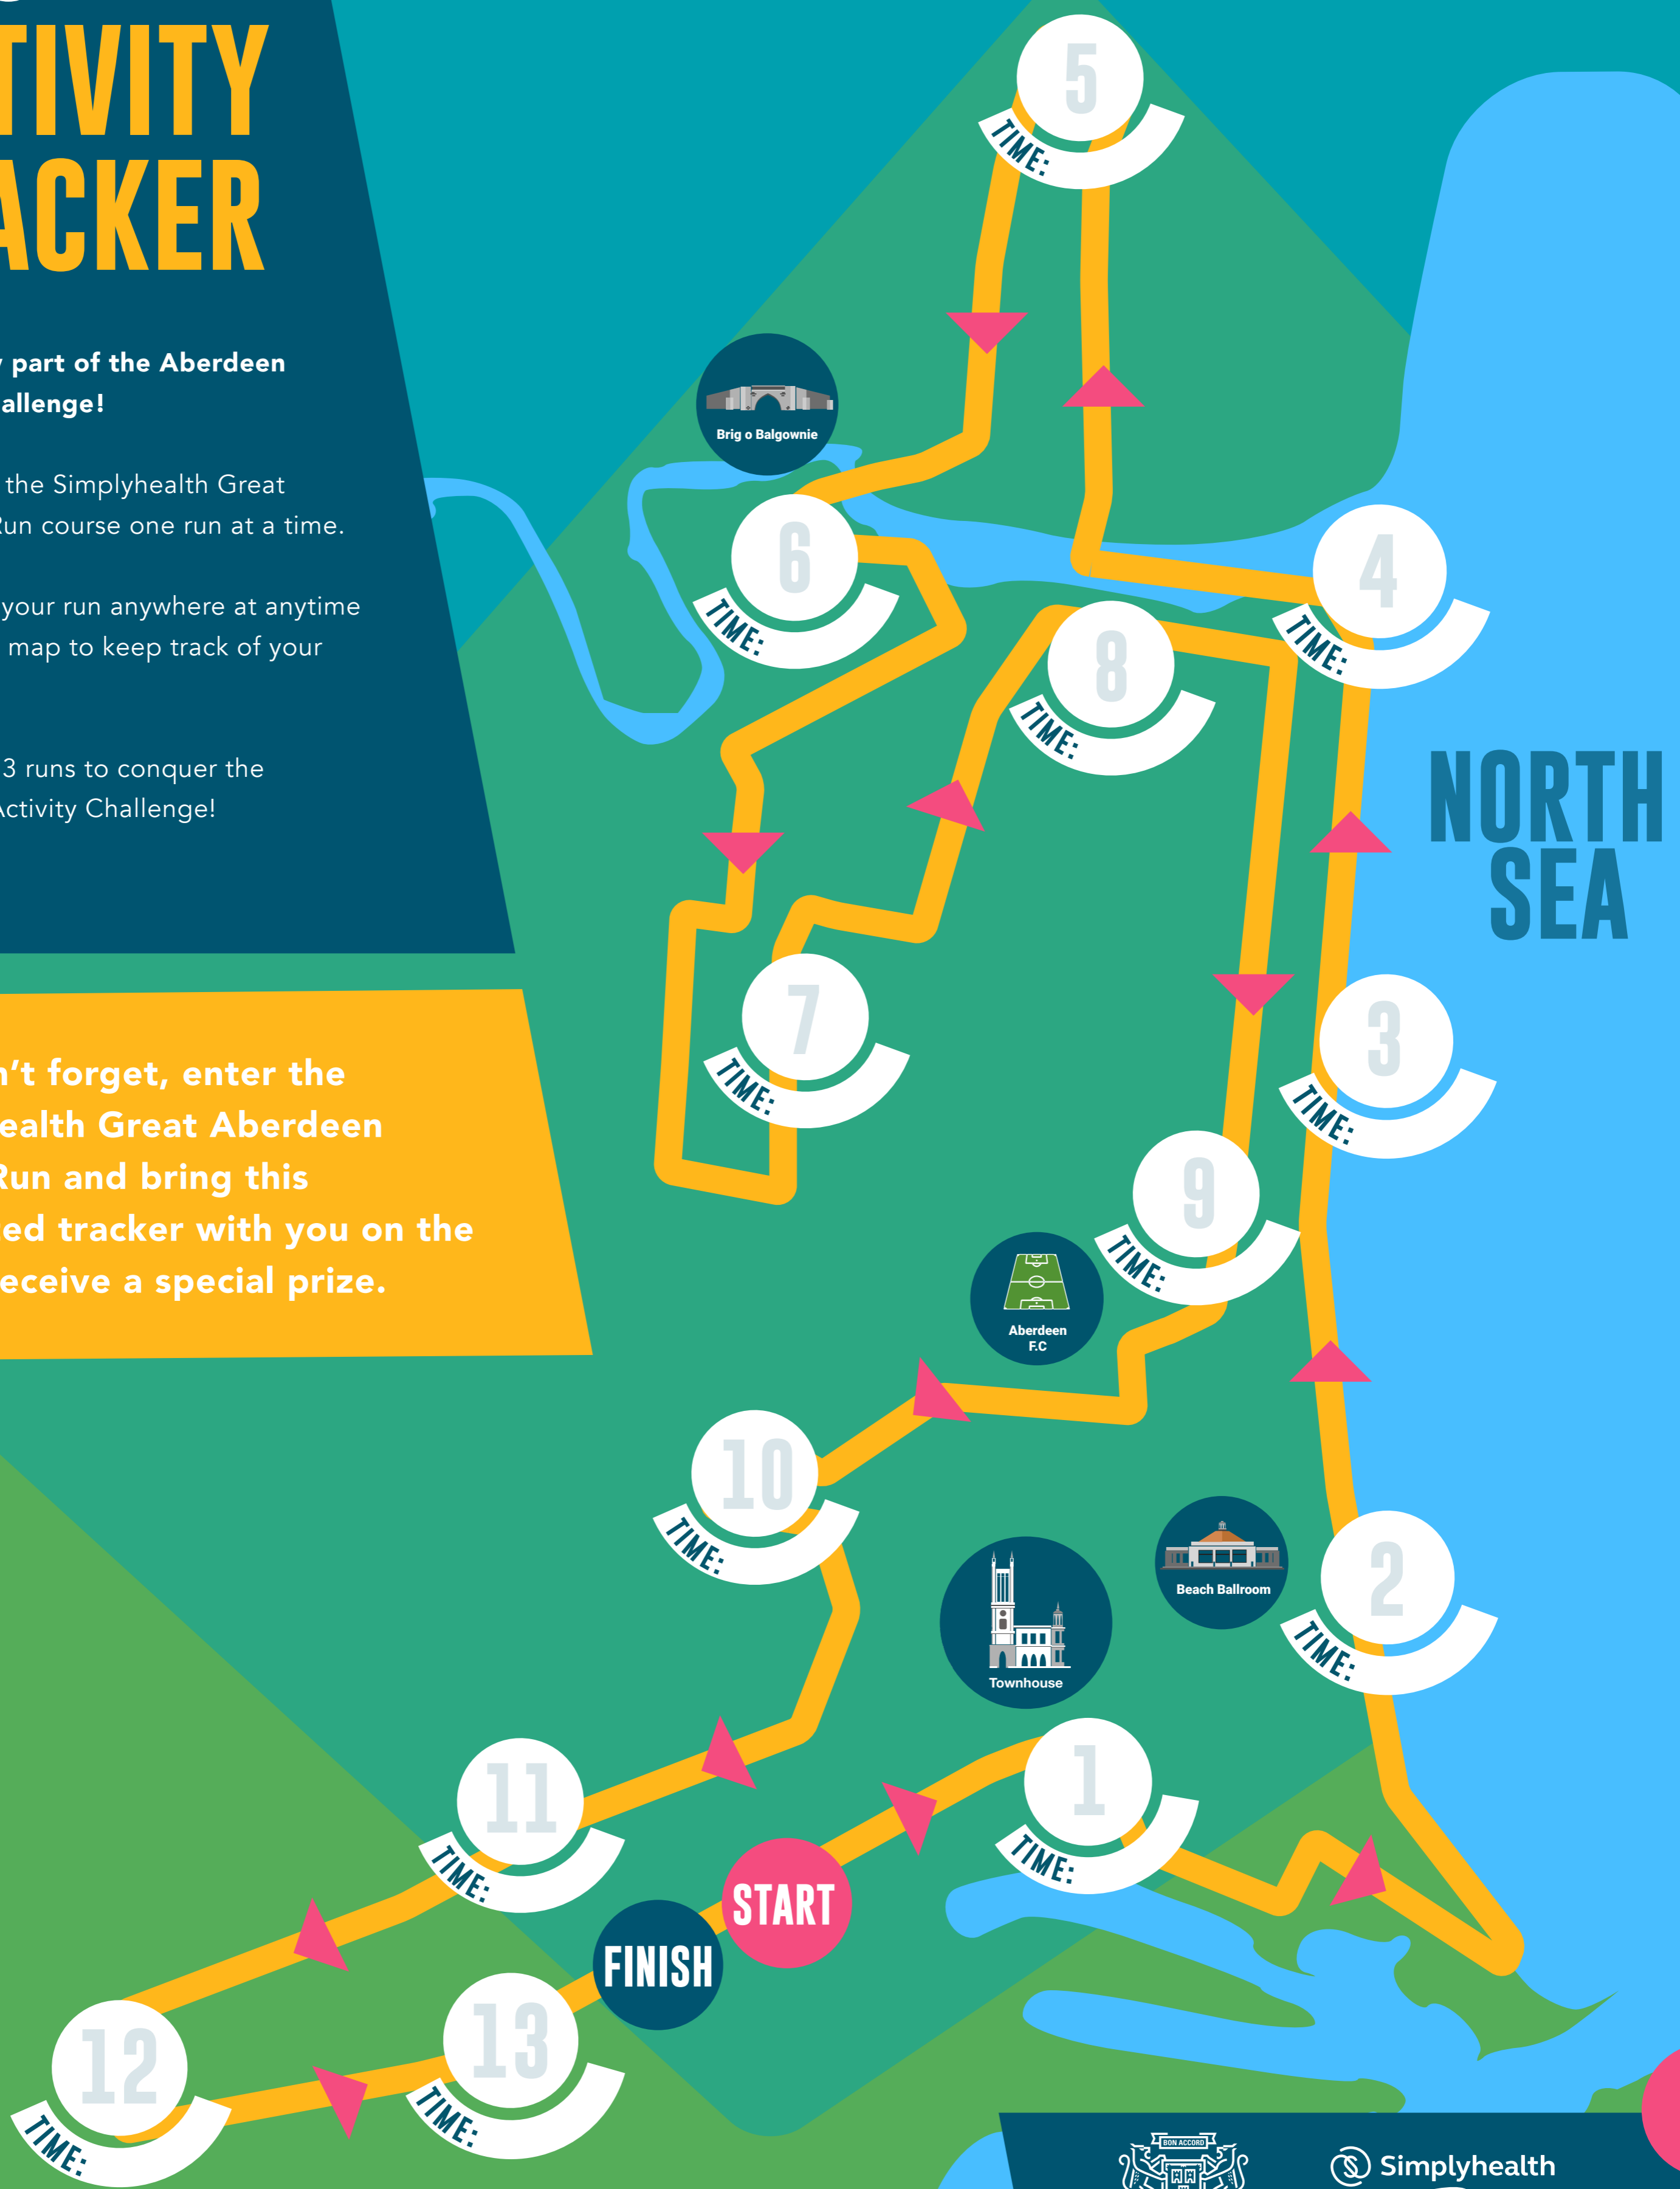 TIVITY
ACKER
part of the Aberdeen
allenge!
the Simplyhealth Great
Run course one run at a time.
your run anywhere at anytime
map to keep track of your
3 runs to conquer the
Activity Challenge!
n't forget, enter the
ealth Great Aberdeen
Run and bring this
ed tracker with you on the
eceive a special prize.
5
TIME:
Brig o Balgownie
6
TIME:
4
TIME:
8
TIME:
NORTH
SEA
7
TIME:
3
TIME:
9
TIME:
Aberdeen
F.C
10
TIME:
Beach Ballroom
2
TIME:
Townhouse
1
TIME:
11
TIME:
START
FINISH
13
TIME:
12
TIME:
BON ACCORD
Simplyhealth